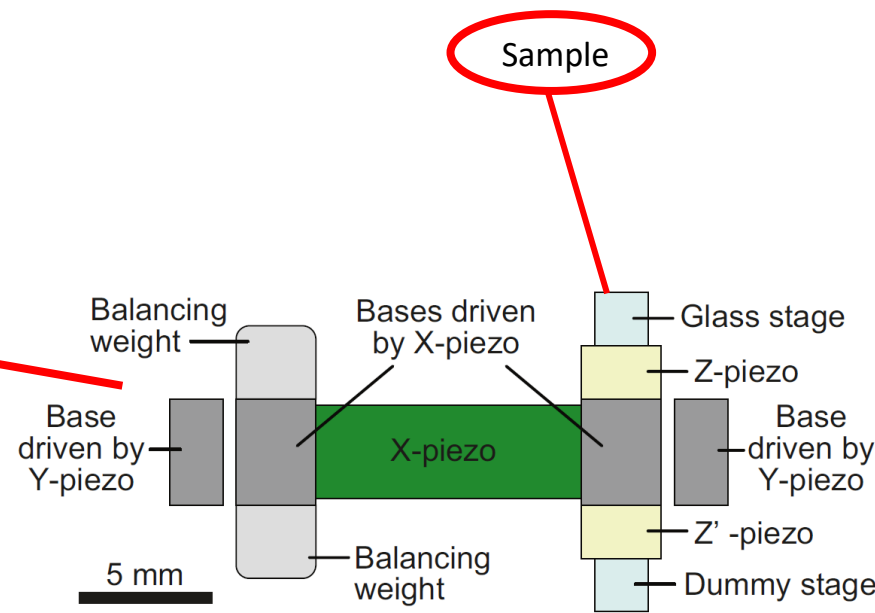 Sample
Balancing
weight
Bases driven
by X-piezo
Glass stage
Z-piezo
Base
driven by
Y-piezo
X-piezo
Base
driven by
Y-piezo
Z' -piezo
5 mm
Balancing
weight
Dummy stage